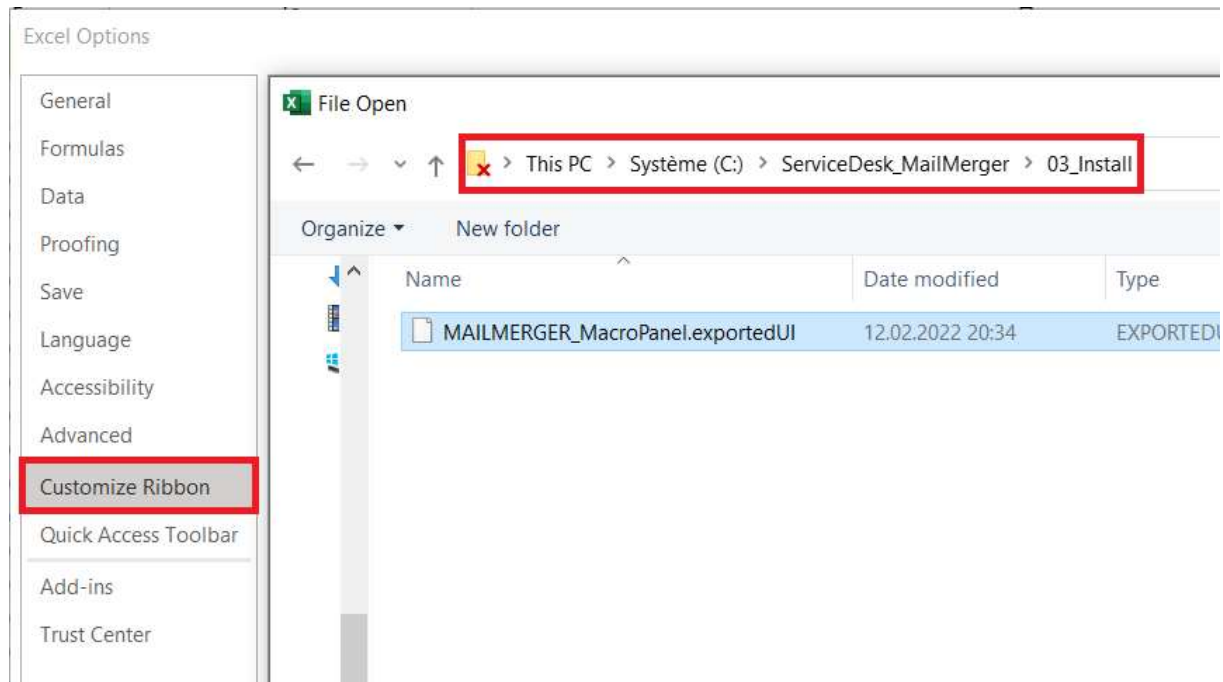 Excel Options
General
Formulas
Data
Proofing
Save
Language
Accessibility
Advanced
Customize Ribbon
Quick Access Toolbar
Add-ins
Trust Center
File Open
This PC > Système (C:) > ServiceDesk_MailMerger > 03_Install
Organize New folder
Name Date modified Type
MAILMERGER_MacroPanel.exportedUI 12.02.2022 20:34 EXPORTEDU